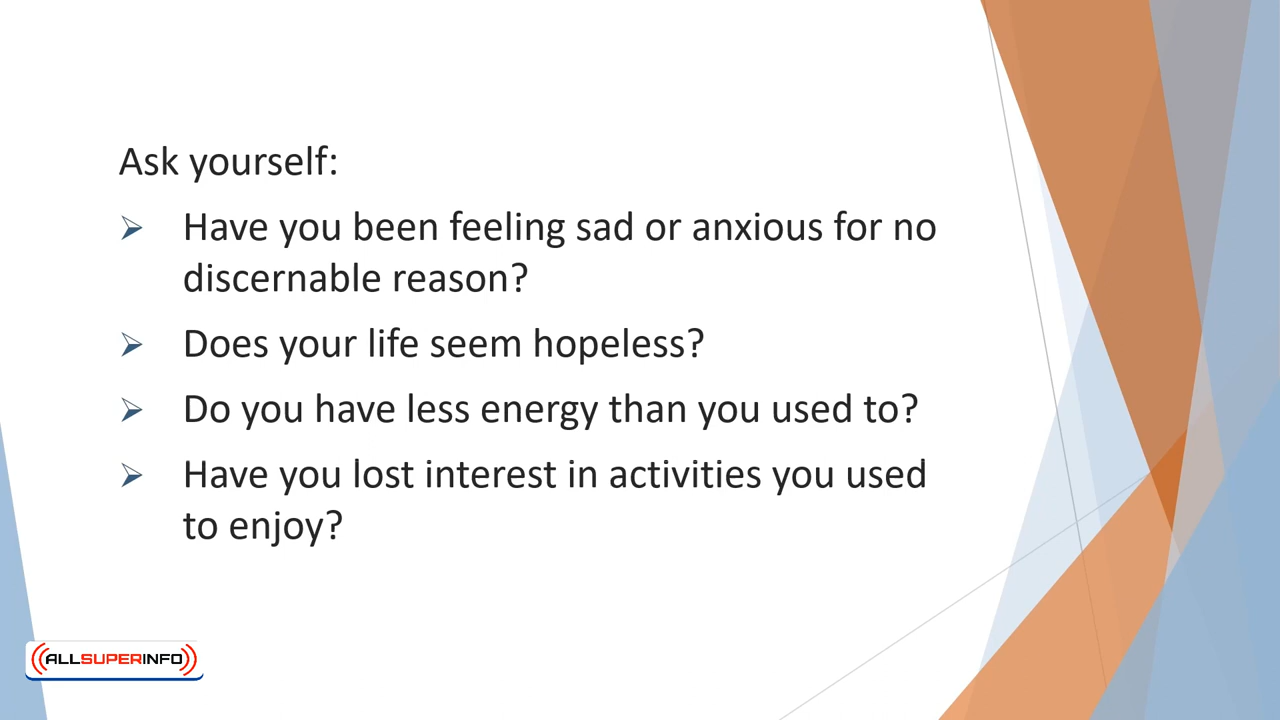 Ask yourself:
Have you been feeling sad or anxious for no
discernable reason?
Does your life seem hopeless?
Do you have less energy than you used to?
Have you lost interest in activities you used
to enjoy?
ALLSUPERINFO